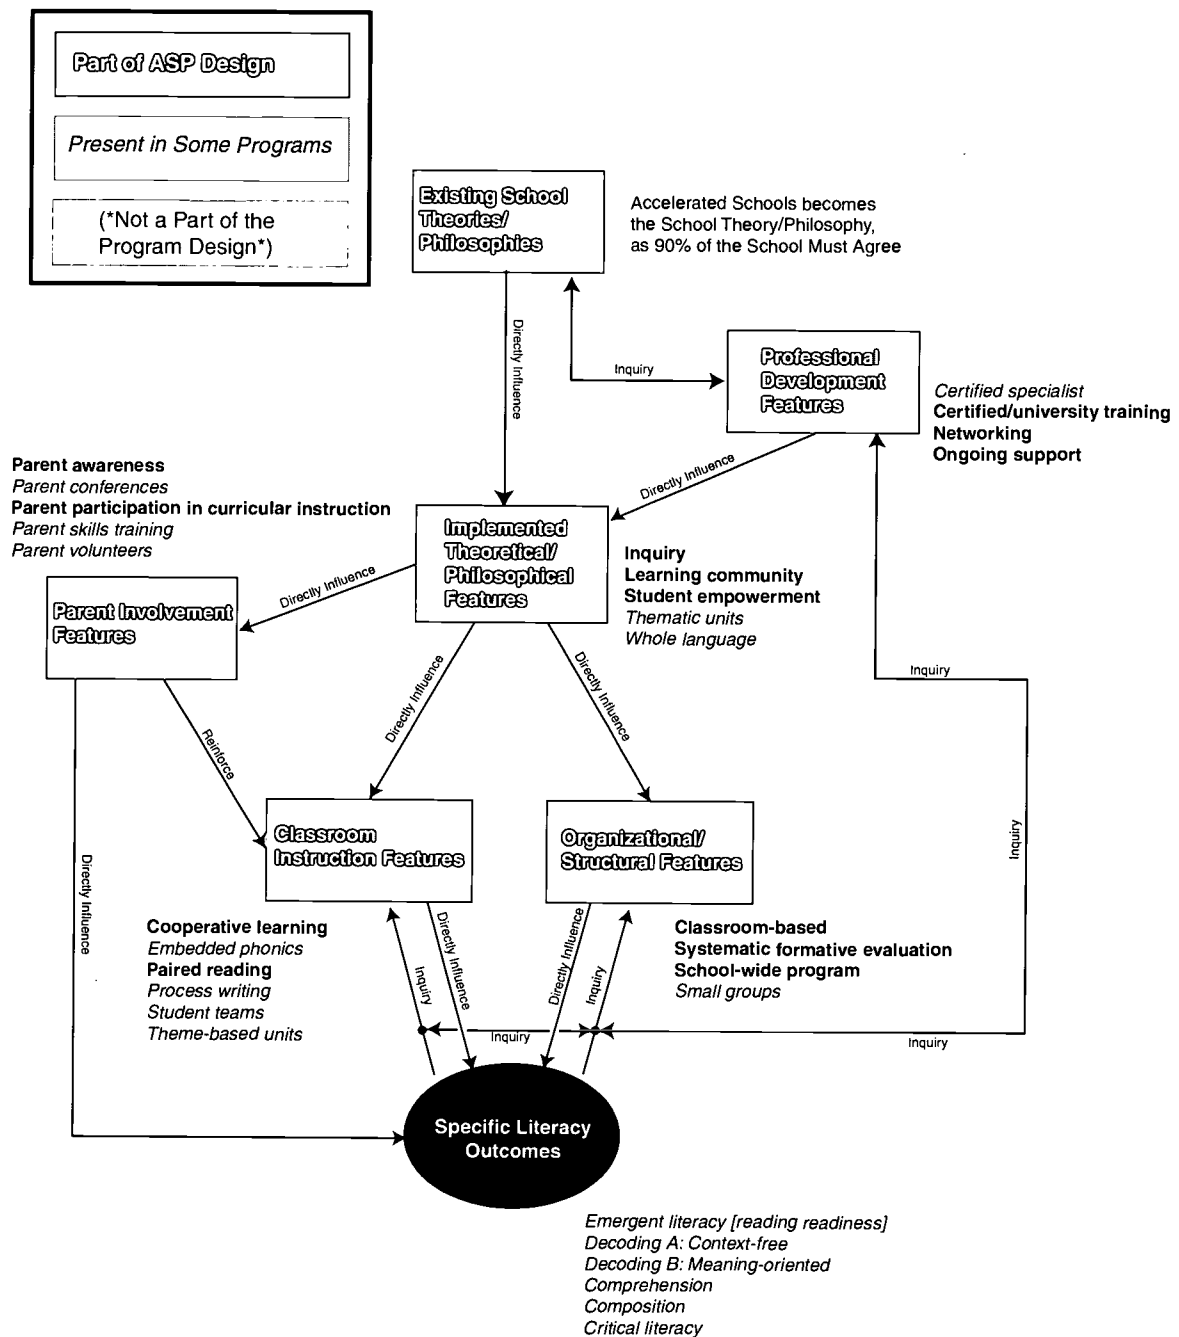 Part of ASP Design
Present in Some Programs
(*Not a Part of the
Program Design*)
Existing School
Theories/
Philosophies
Accelerated Schools becomes
the School Theory/Philosophy,
as 90% of the School Must Agree
Directly Influence
Inquiry
Professional
Development
Features
Certified specialist
Certified/university training
Networking
Ongoing support
Directly Influence
Parent awareness
Parent conferences
Parent participation in curricular instruction
Parent skills training
Parent volunteers
Implemented
Theoretical/
Philosophical
Features
Inquiry
Learning community
Student empowerment
Thematic units
Whole language
Directly Influence
Parent Involvement
Features
Directly Influence
Directly Influence
Inquiry
Reinforce
Classroom
Instruction Features
Organizational/
Structural Features
Inquiry
Directly Influence
Cooperative learning
Embedded phonics
Paired reading
Process writing
Student teams
Theme-based units
Inquiry
Directly Influence
Directly Influence
Inquiry
Classroom-based
Systematic formative evaluation
School-wide program
Small groups
Inquiry
Inquiry
Specific Literacy
Outcomes
Emergent literacy [reading readiness]
Decoding A: Context-free
Decoding B: Meaning-oriented
Comprehension
Composition
Critical literacy